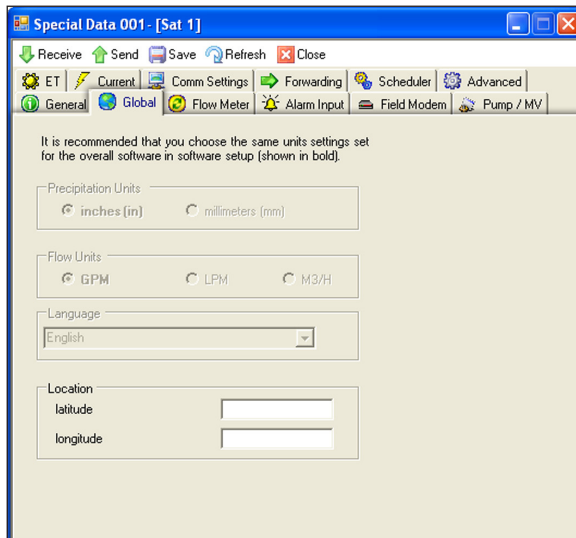 Special Data 001 - [Sat 1]
Receive Send Save Refresh Close
ET Current Comm Settings Forwarding Scheduler Advanced
General Global Flow Meter Alarm Input Field Modem Pump / MV
It is recommended that you choose the same units settings set
for the overall software in software setup (shown in bold).
Precipitation Units
inches (in) millimeters (mm)
Flow Units
GPM LPM M3/H
Language
English
Location
latitude
longitude